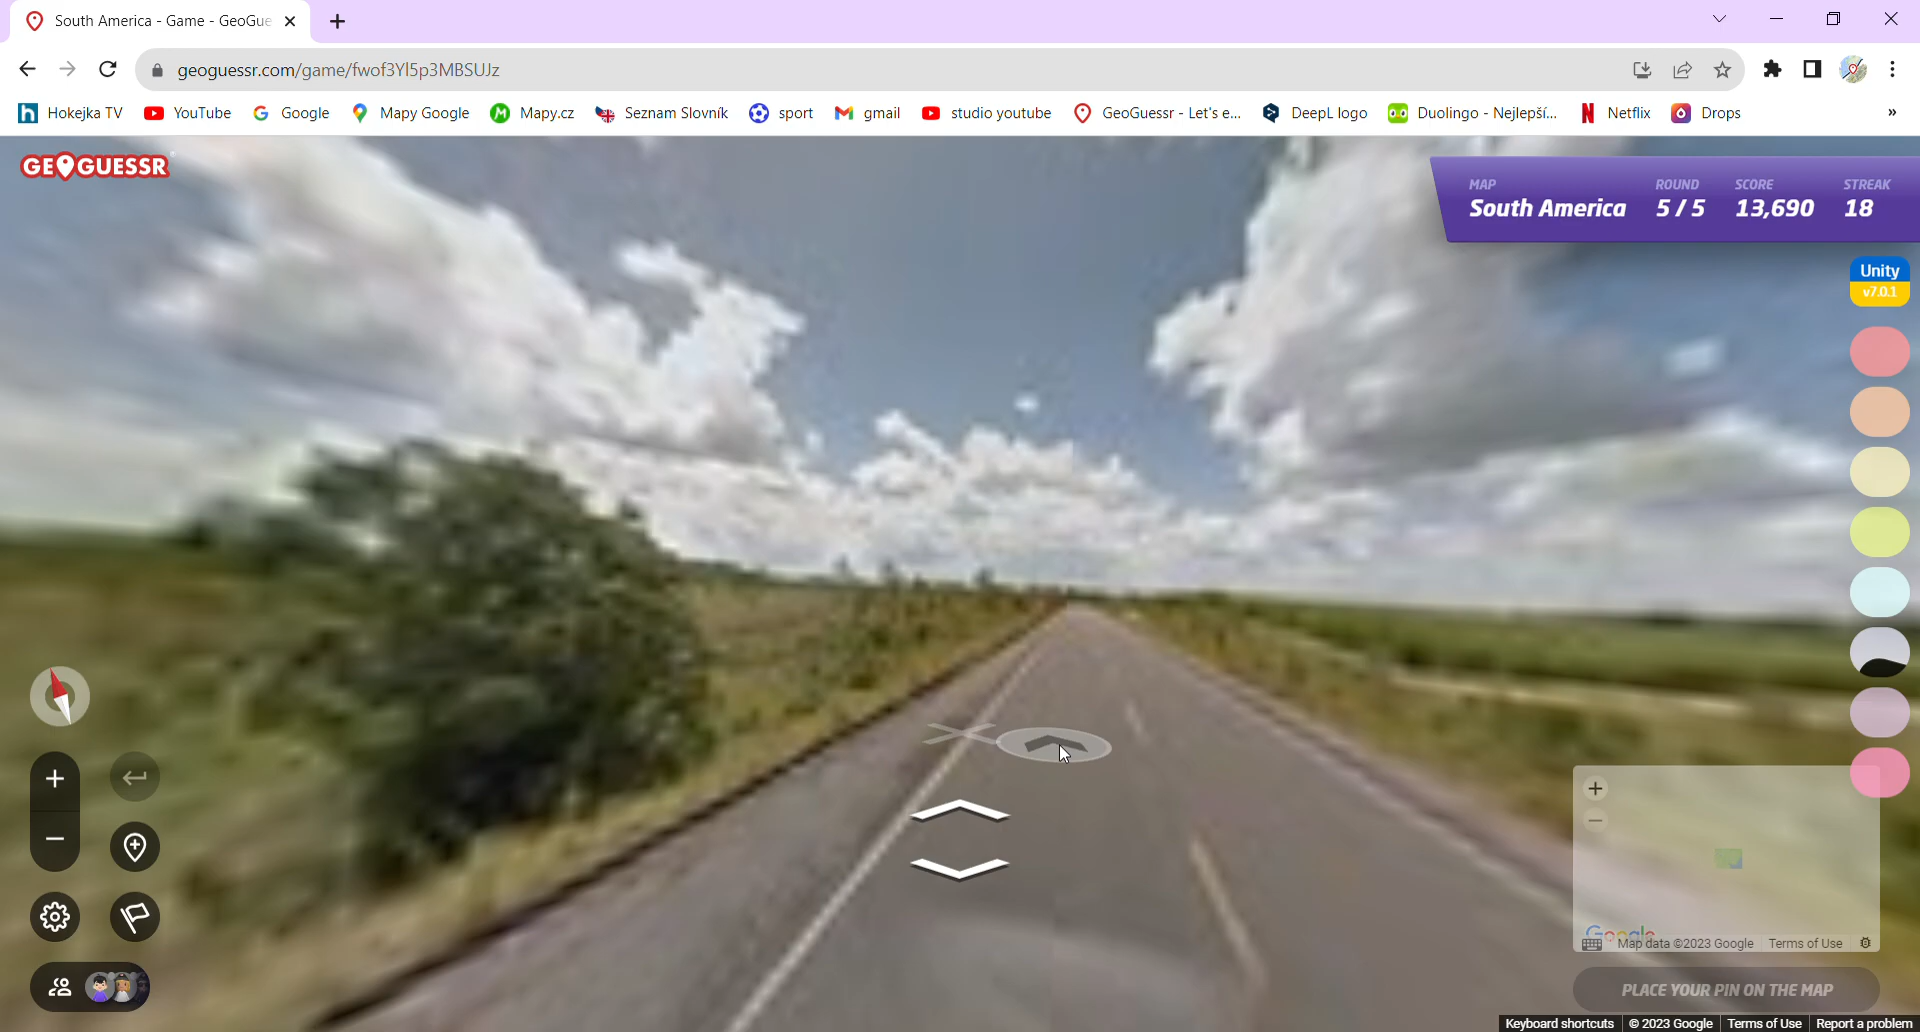 South America - Game - GeoGue
geoguessr.com/game/fwof3Yl5p3MBSUJz
Hokejka TV YouTube Google Mapy Google Mapy.cz Seznam Slovník sport gmail studio youtube GeoGuessr - Let's e... DeepL logo Duolingo - Nejlepší... Netflix Drops »
GEOGUESSR
MAP ROUND SCORE STREAK
South America 5 / 5 13,690 18
Unity
v7.0.1
Google
Map data ©2023 Google Terms of Use
PLACE YOUR PIN ON THE MAP
Keyboard shortcuts © 2023 Google Terms of Use Report a problem